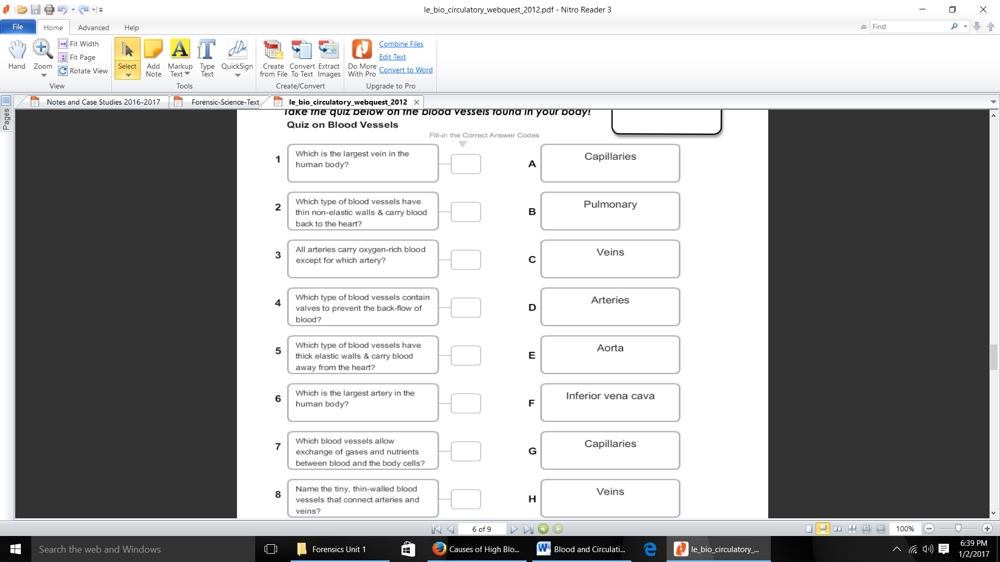 le_bio_circulatory_webquest_2012.pdf - Nitro Reader 3
File
Home
Advanced
Help
Find
Hand
Zoom
Fit Width
Fit Page
Rotate View
View
Select
Add Note
Markup Text
Type Text
QuickSign
Tools
Create from File
Convert To Text
Extract Images
Create/Convert
Do More With Pro
Combine Files
Edit Text
Convert to Word
Upgrade to Pro
Pages
Notes and Case Studies 2016-2017
Forensic-Science-Text
le_bio_circulatory_webquest_2012
Take the quiz below on the blood vessels found in your body!
Quiz on Blood Vessels
Fill-in the Correct Answer Codes
1
Which is the largest vein in the
human body?
A
Capillaries
2
Which type of blood vessels have
thin non-elastic walls & carry blood
back to the heart?
B
Pulmonary
3
All arteries carry oxygen-rich blood
except for which artery?
C
Veins
4
Which type of blood vessels contain
valves to prevent the back-flow of
blood?
D
Arteries
5
Which type of blood vessels have
thick elastic walls & carry blood
away from the heart?
E
Aorta
6
Which is the largest artery in the
human body?
F
Inferior vena cava
7
Which blood vessels allow
exchange of gases and nutrients
between blood and the body cells?
G
Capillaries
8
Name the tiny, thin-walled blood
vessels that connect arteries and
veins?
H
Veins
6 of 9
100%
Search the web and Windows
Forensics Unit 1
Causes of High Blo...
Blood and Circulati...
le_bio_circulatory_...
6:39 PM
1/2/2017